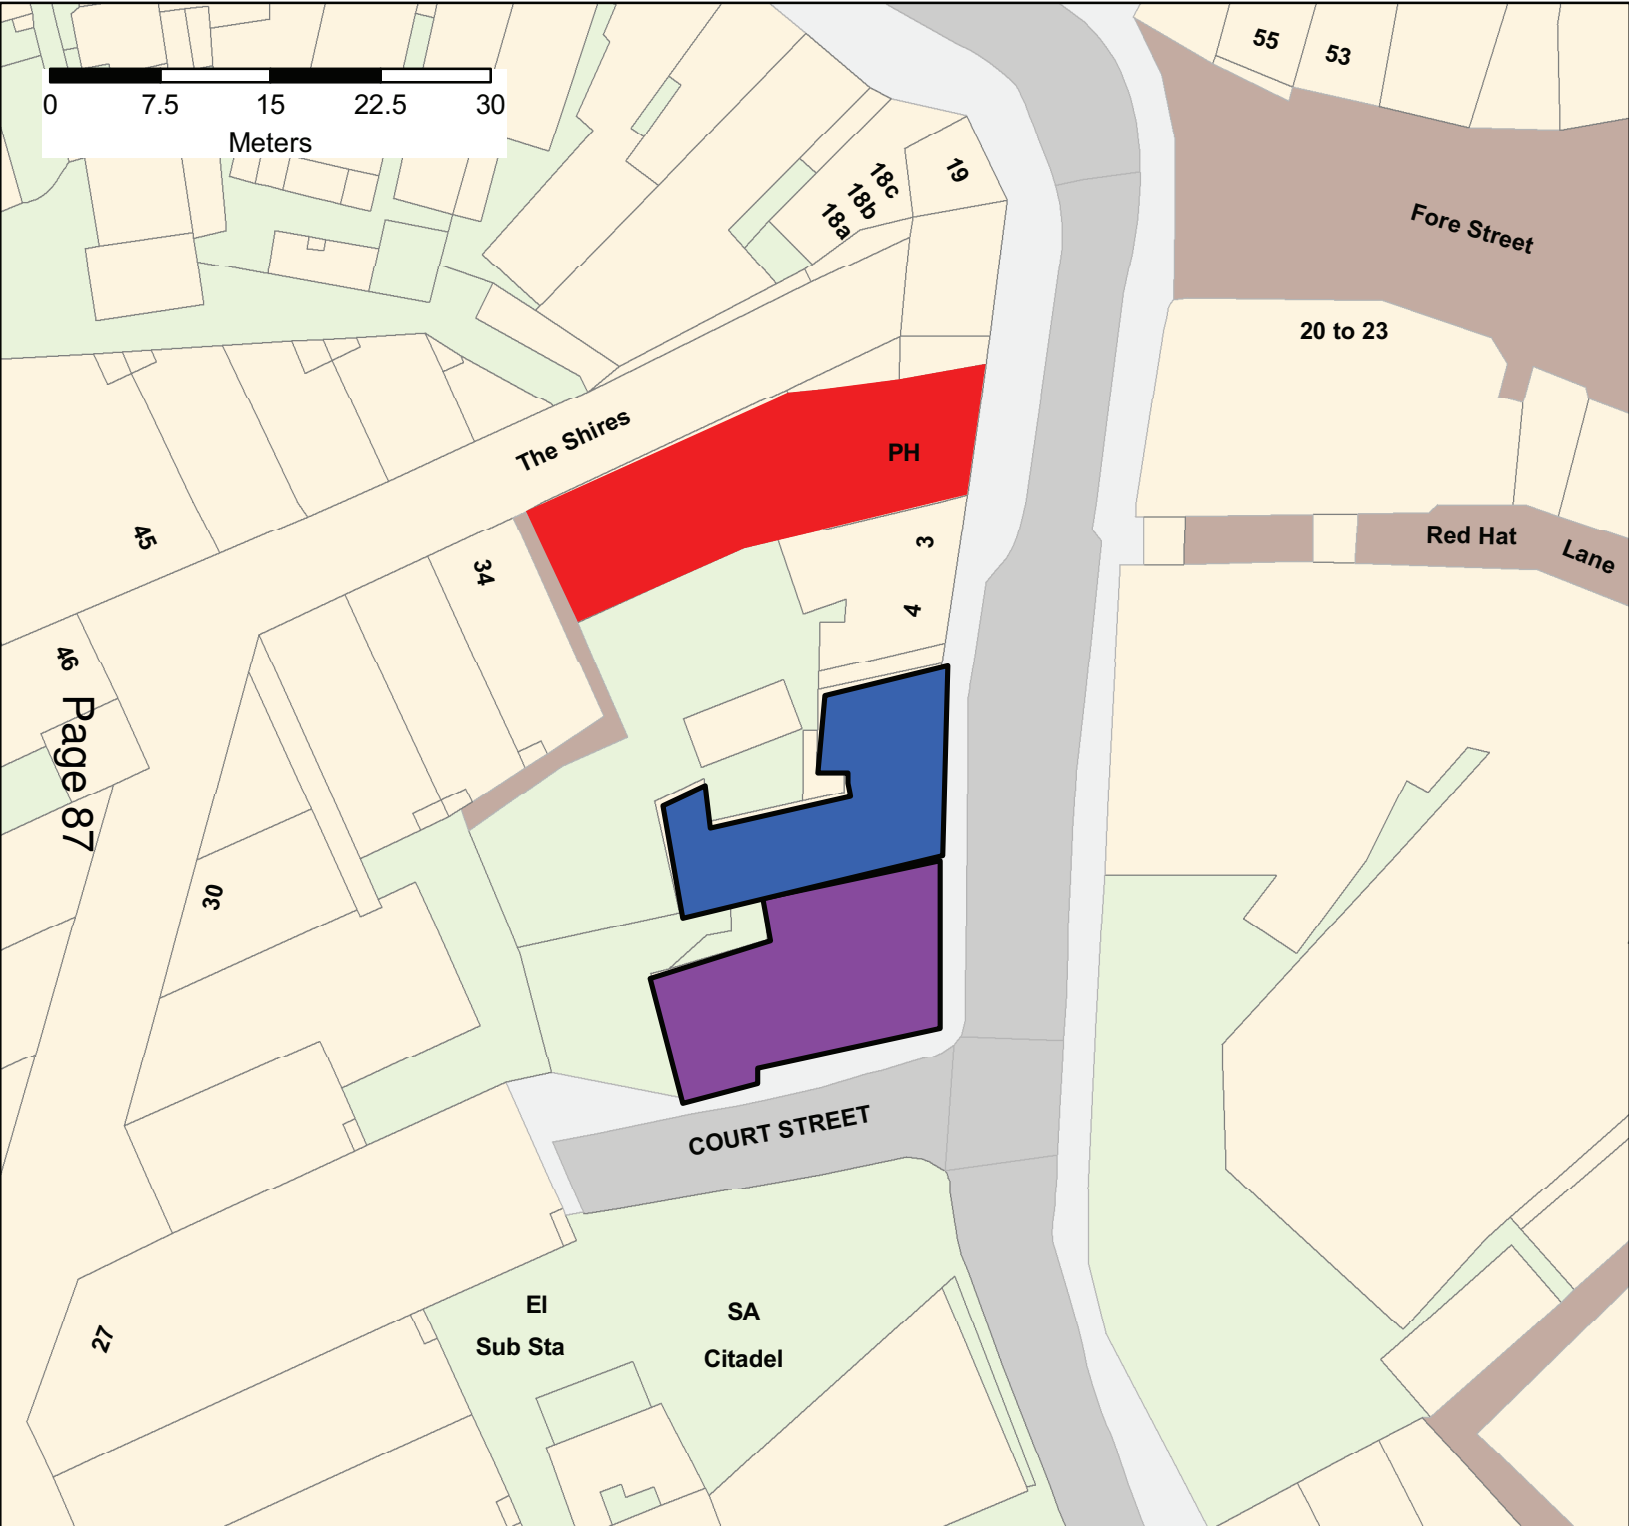 55
53
0 7.5 15 22.5 30
Meters
19
18c
18b
18a
Fore Street
20 to 23
The Shires
PH
45
34
3
Red Hat
Lane
4
46
Page 87
30
COURT STREET
El
Sub Sta
SA
Citadel
27